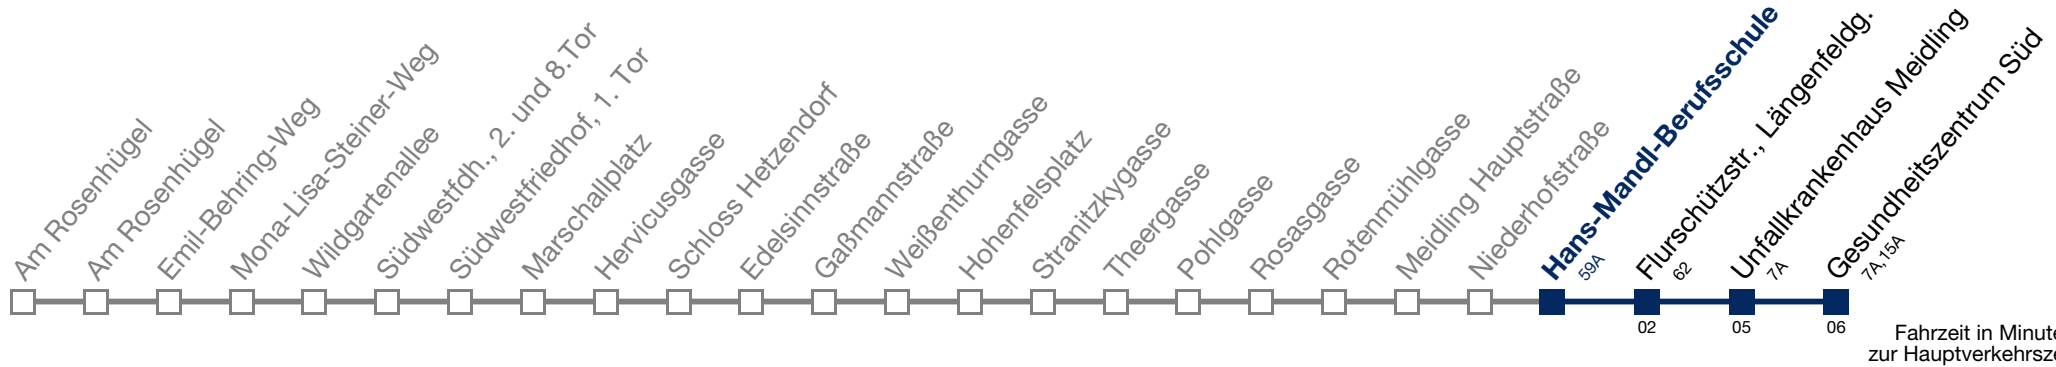 Am Rosenhügel
Am Rosenhügel
Emil-Behring-Weg
Mona-Lisa-Steiner-Weg
Wildgartenallee
Südwestfdh., 2. und 8.Tor
Südwestfriedhof, 1. Tor
Marschallplatz
Hervicusgasse
Schloss Hetzendorf
Edelsinnstraße
Gaßmannstraße
Weißenthurngasse
Hohenfelsplatz
Stranitzkygasse
Theergasse
Pohlgasse
Rosasgasse
Rotenmühlgasse
Meidling Hauptstraße
Niederhofstraße
Hans-Mandl-Berufsschule
59A
Flurschützstr., Längenfeldg.
62
Unfallkrankenhaus Meidling
7A
Gesundheitszentrum Süd
7A,15A
02
05
06
Fahrzeit in Minute
zur Hauptverkehrsze